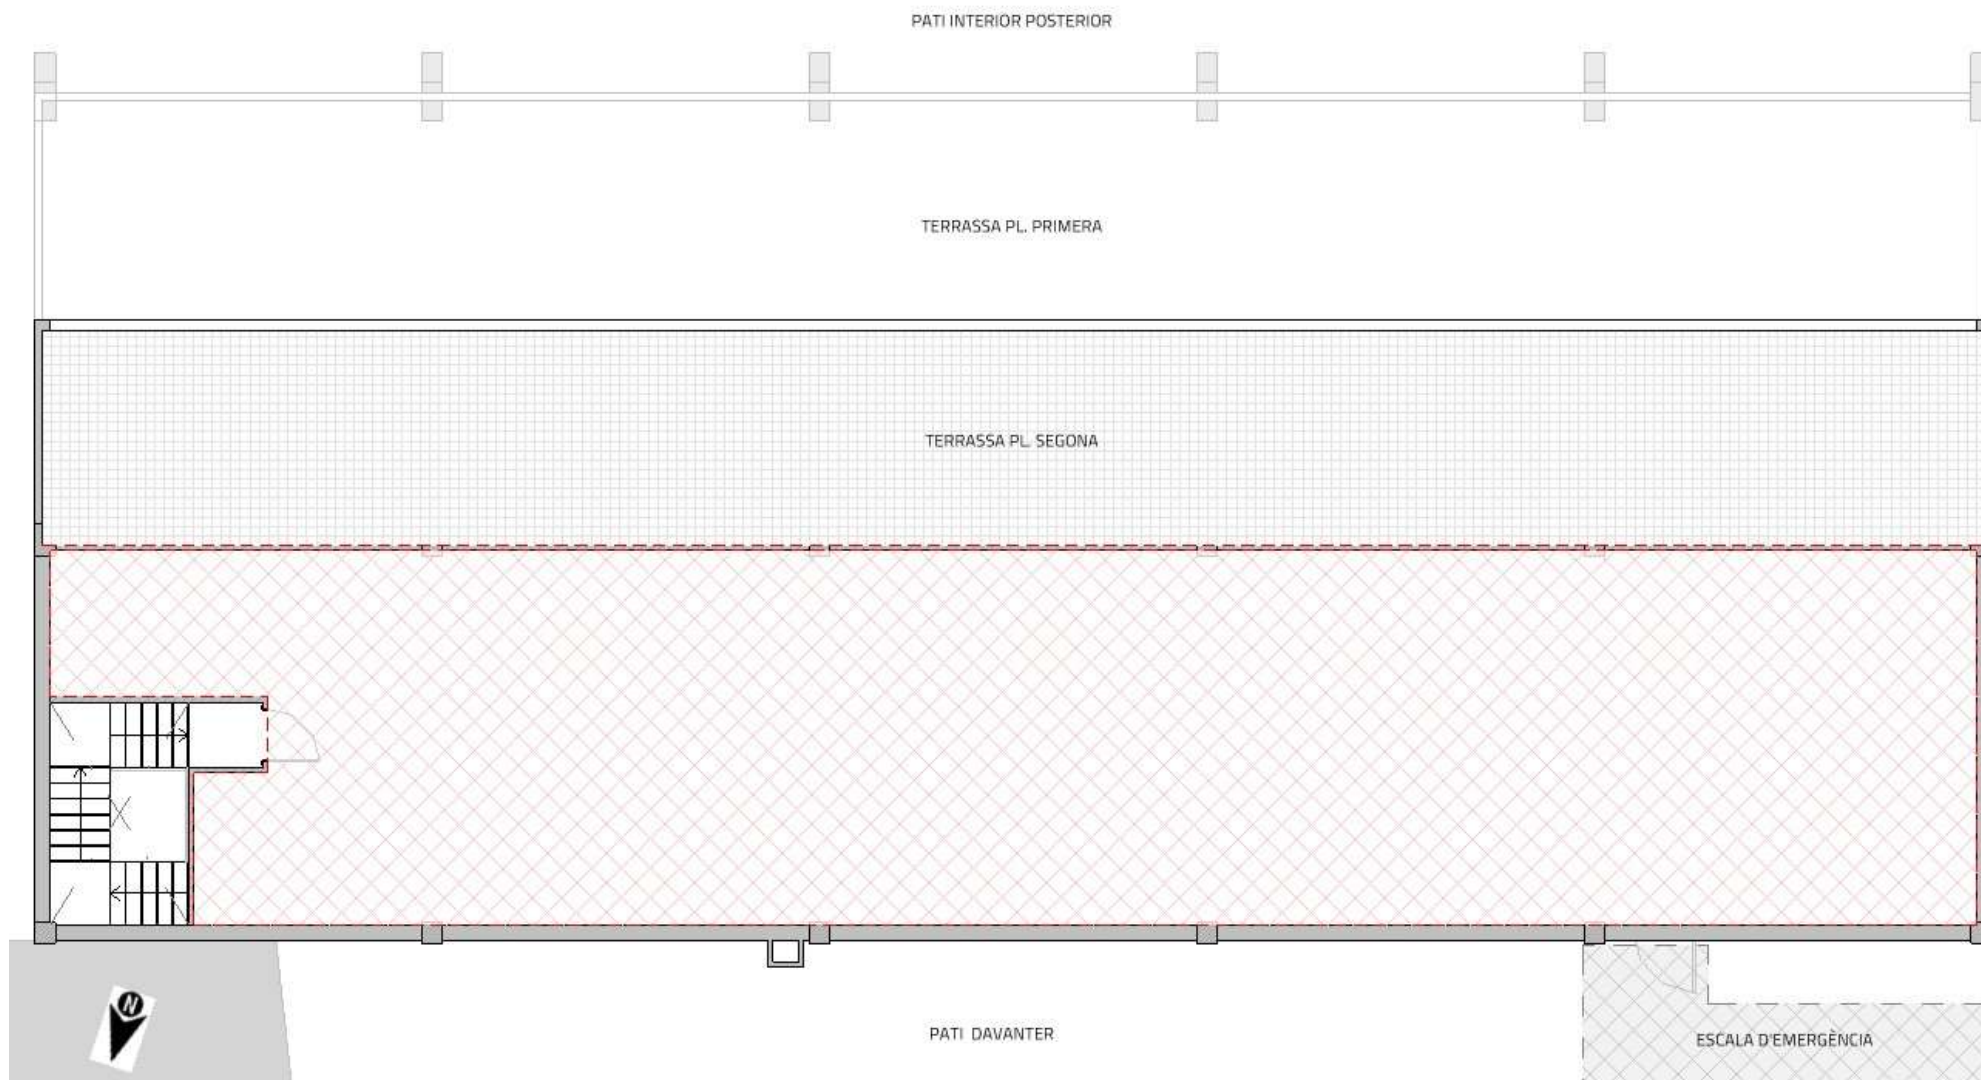 PATI INTERIOR POSTERIOR
TERRASSA PL. PRIMERA
TERRASSA PL. SEGONA
N
PATI DAVANTER
ESCALA D'EMERGÈNCIA